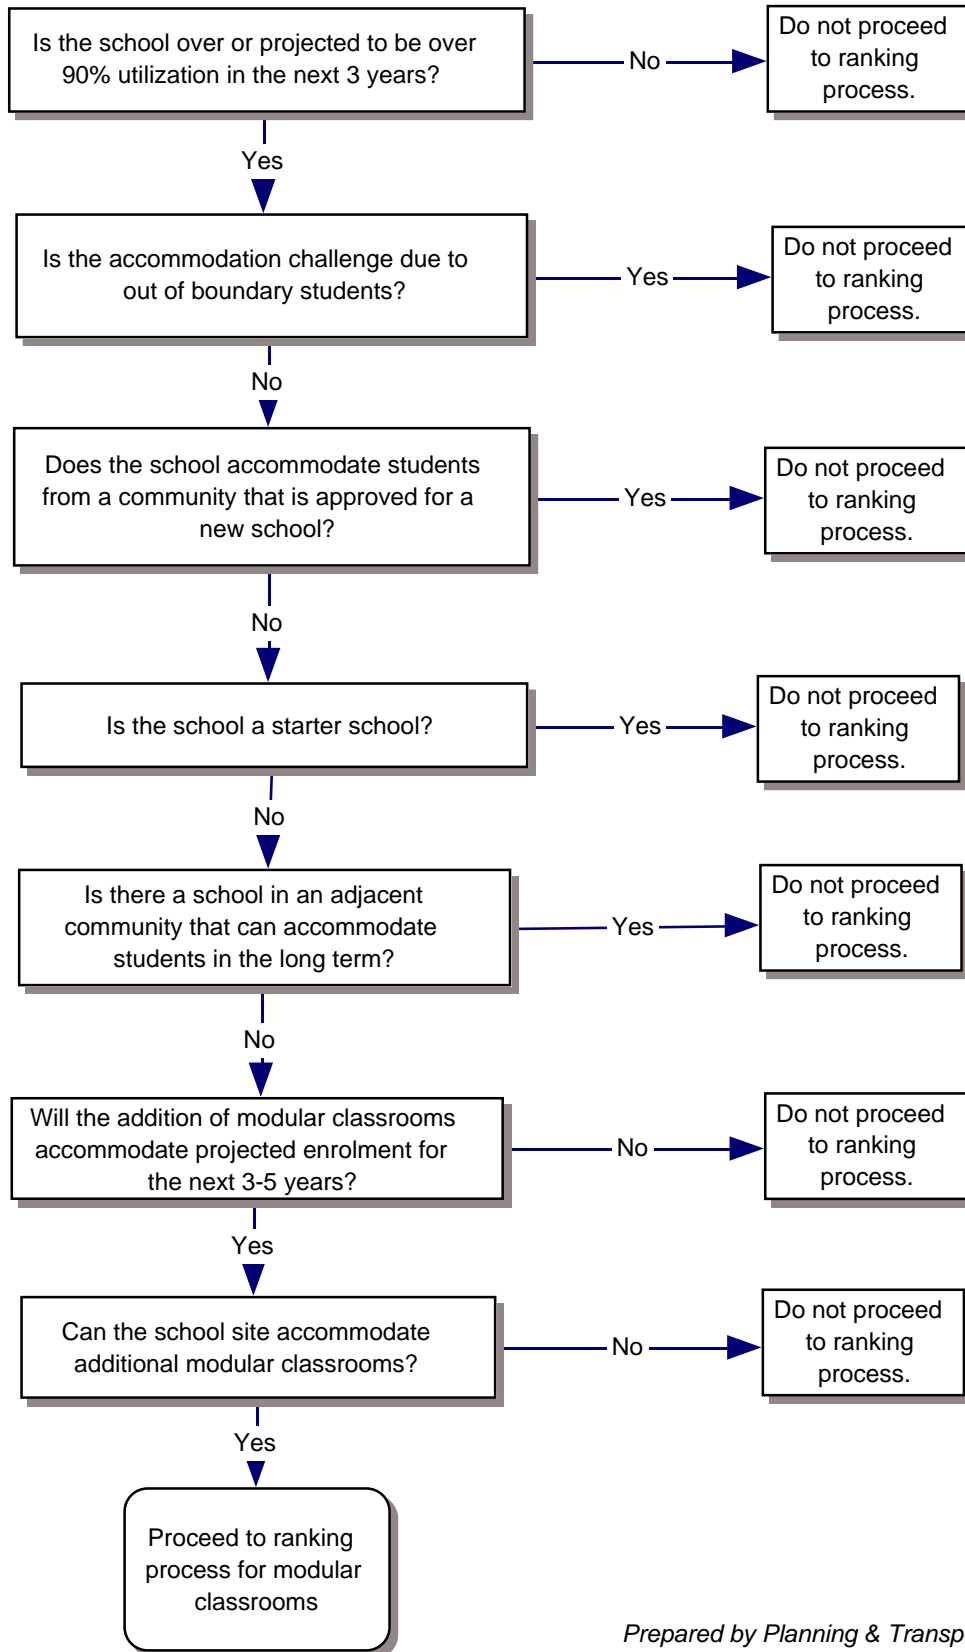 Is the school over or projected to be over
90% utilization in the next 3 years?
No
Do not proceed
to ranking
process.
Yes
Is the accommodation challenge due to
out of boundary students?
Yes
Do not proceed
to ranking
process.
No
Does the school accommodate students
from a community that is approved for a
new school?
Yes
Do not proceed
to ranking
process.
No
Is the school a starter school?
Yes
Do not proceed
to ranking
process.
No
Is there a school in an adjacent
community that can accommodate
students in the long term?
Yes
Do not proceed
to ranking
process.
No
Will the addition of modular classrooms
accommodate projected enrolment for
the next 3-5 years?
No
Do not proceed
to ranking
process.
Yes
Can the school site accommodate
additional modular classrooms?
No
Do not proceed
to ranking
process.
Yes
Proceed to ranking
process for modular
classrooms
Prepared by Planning & Transp